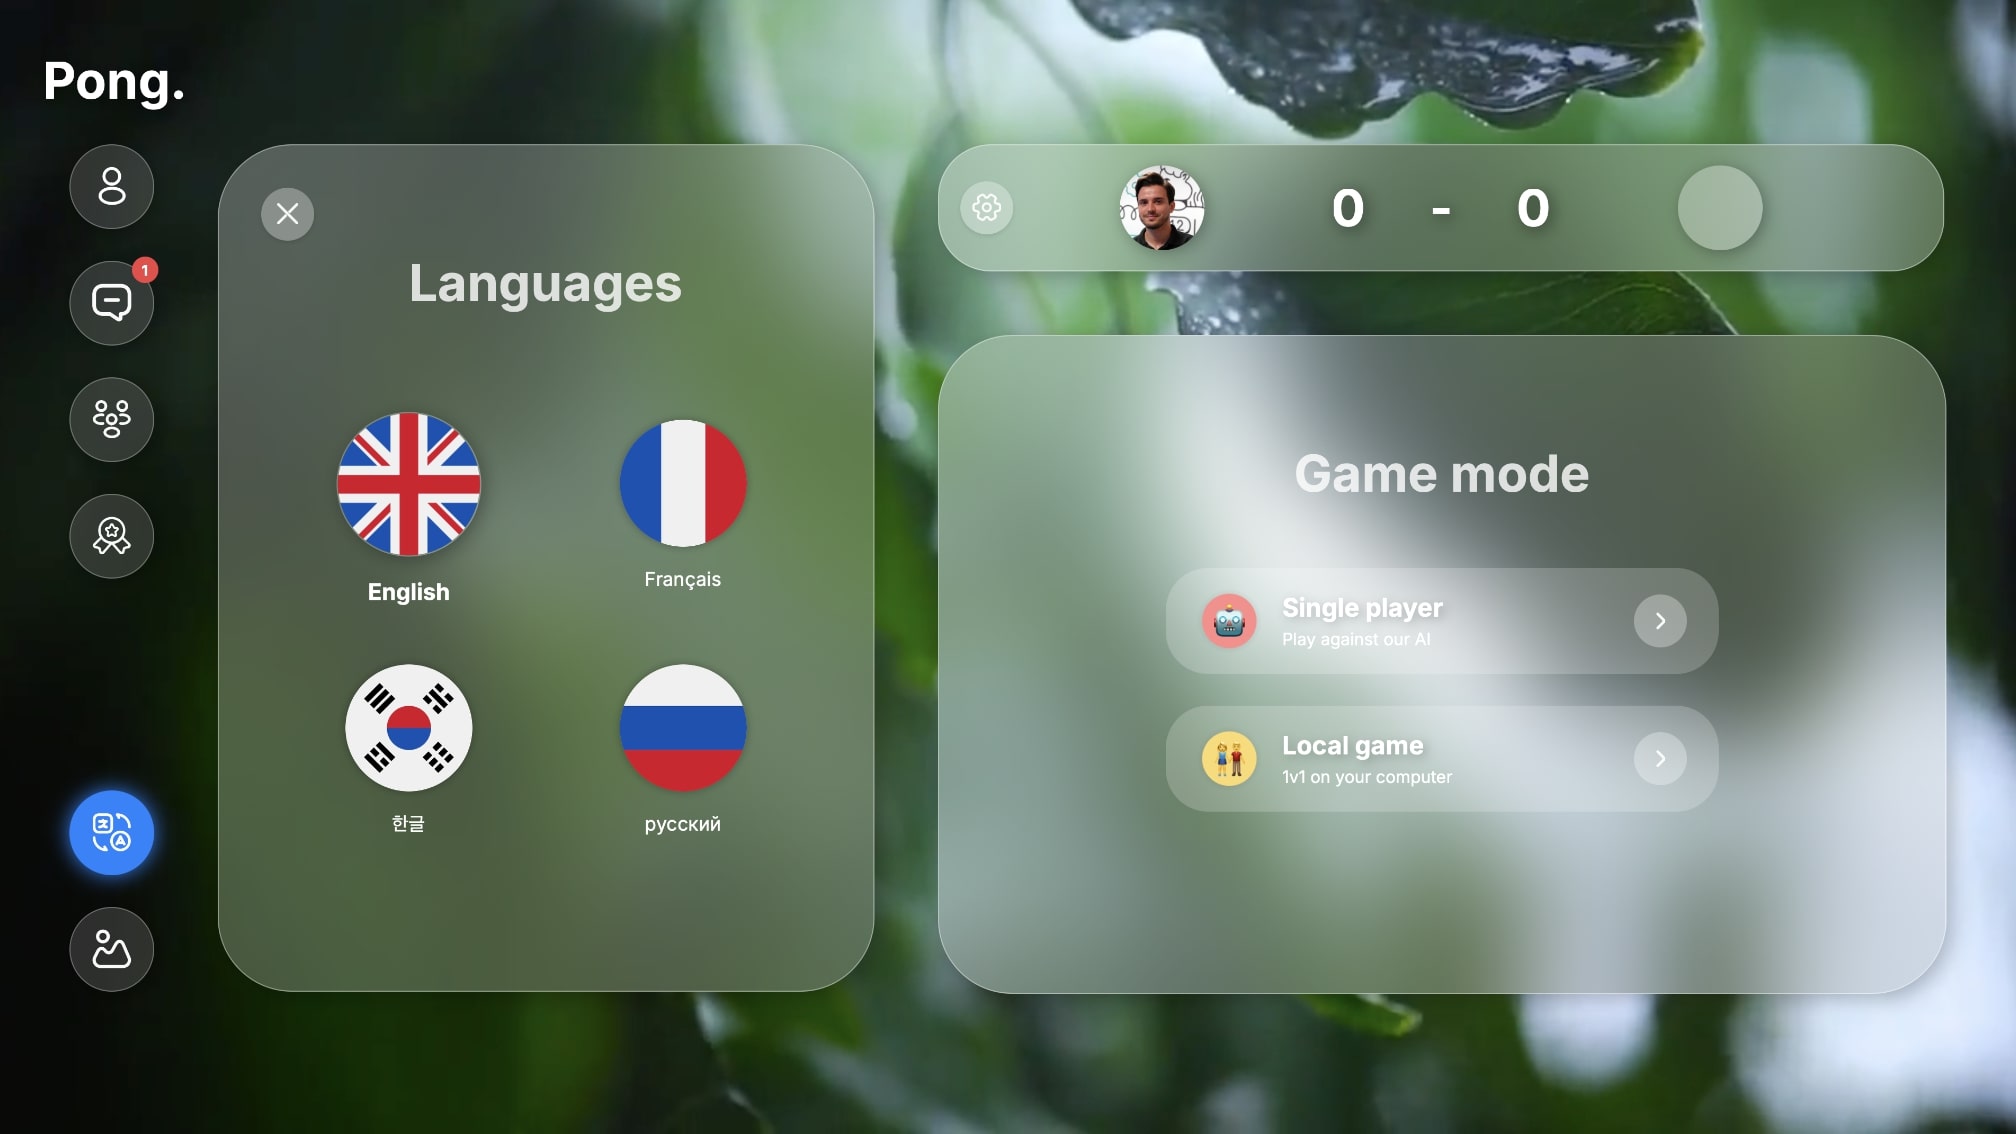 Pong.
1
Languages
English
Français
한글
русский
0 - 0
Game mode
Single player
Play against our AI
Local game
1v1 on your computer